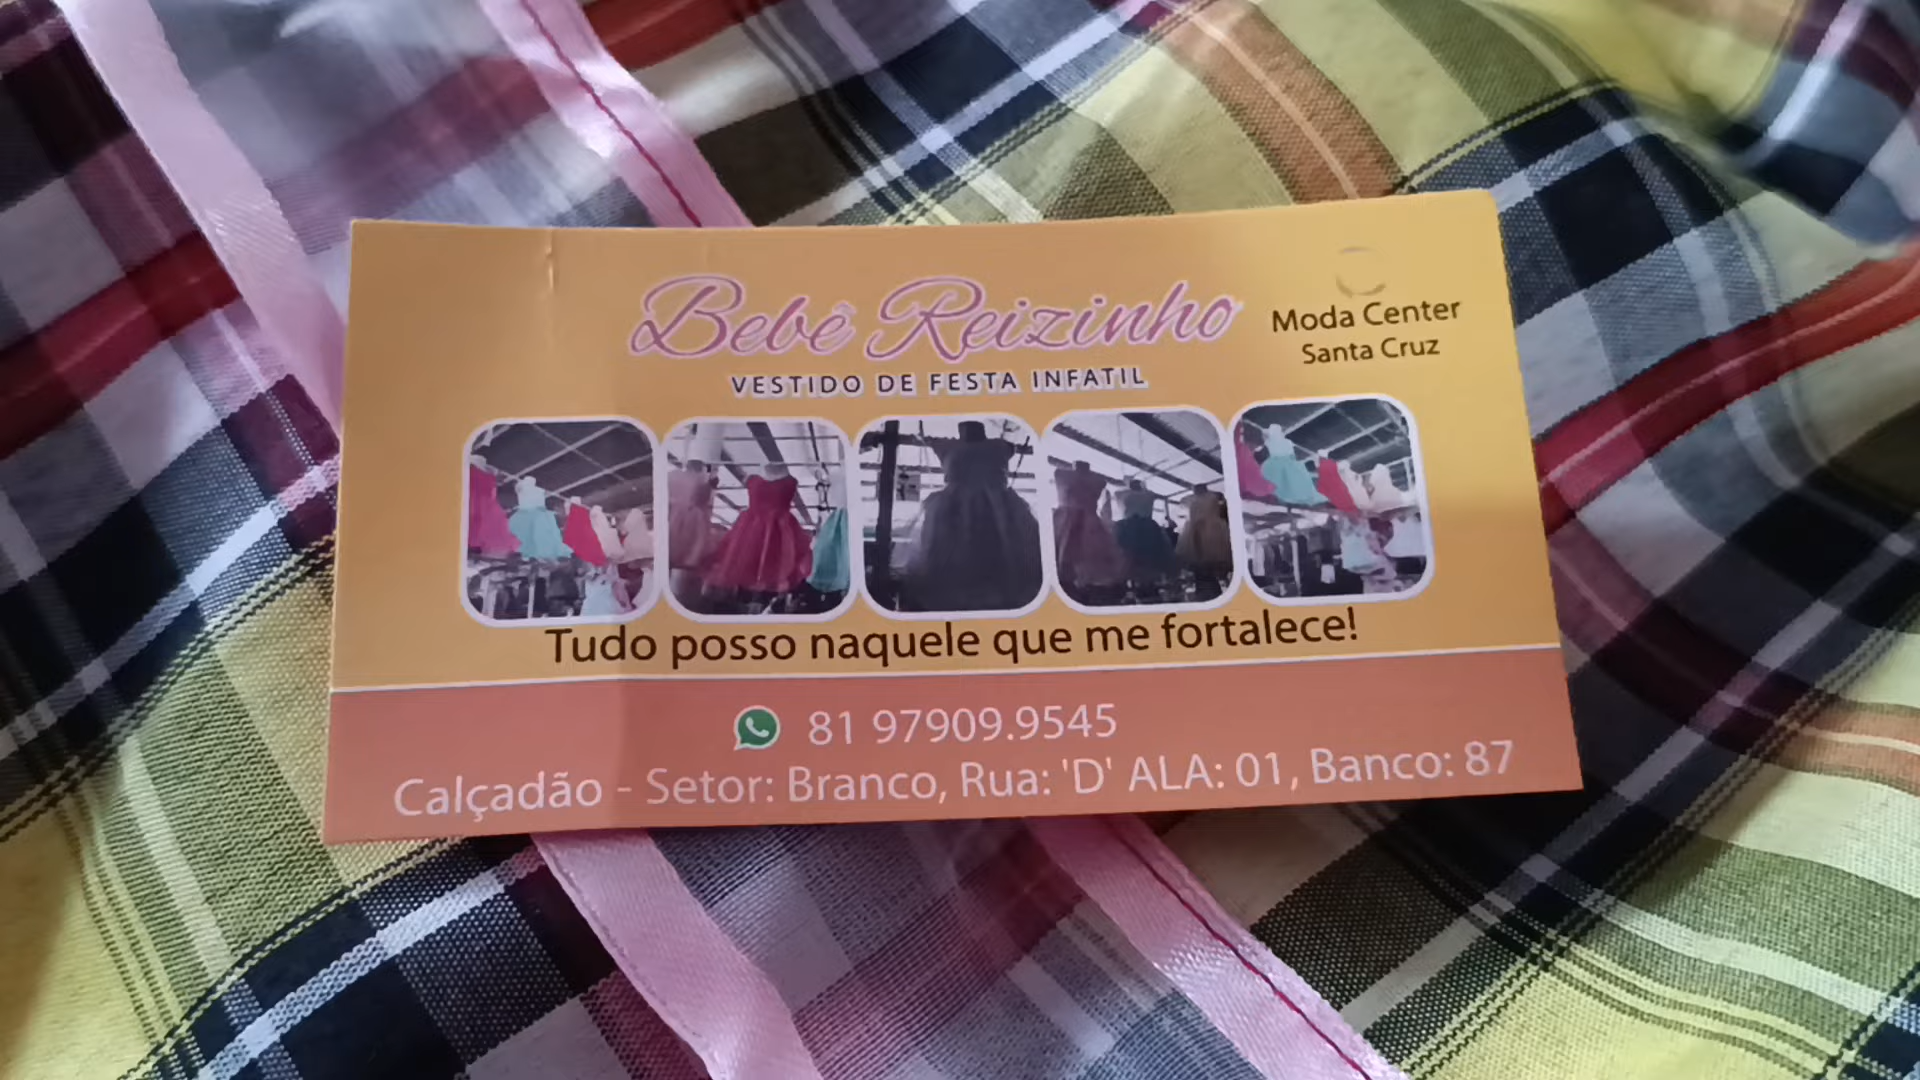 Bebê Reizinho
VESTIDO DE FESTA INFATIL
Moda Center
Santa Cruz
Tudo posso naquele que me fortalece!
81 97909.9545
Calçadão - Setor: Branco, Rua: 'D' ALA: 01, Banco: 87